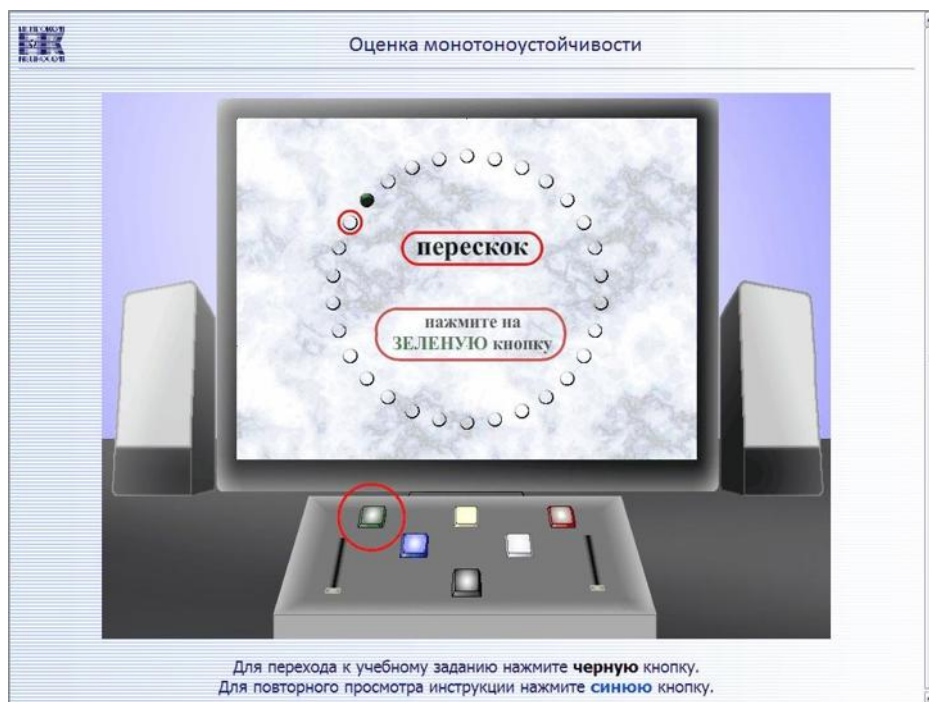 Оценка монотоноустойчивости
перескок
нажмите на
ЗЕЛЕНУЮ кнопку
Для перехода к учебному заданию нажмите черную кнопку.
Для повторного просмотра инструкции нажмите синюю кнопку.